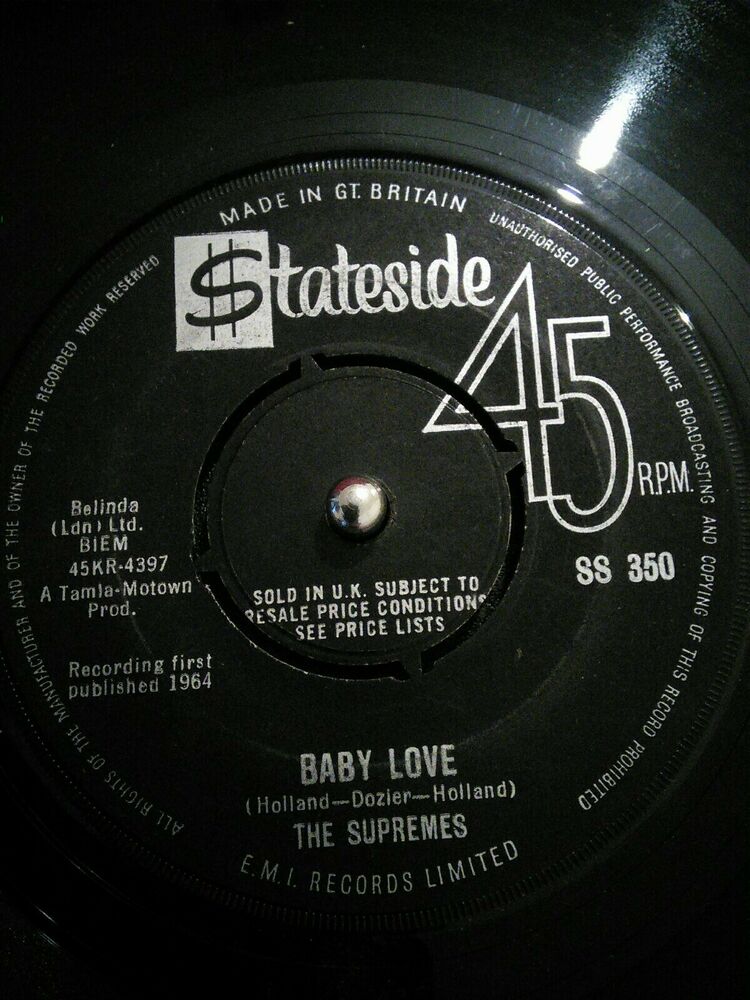 MADE IN GT. BRITAIN
UNAUTHORISED PUBLIC PERFORMANCE BROADCASTING AND COPYING OF THIS RECORD PROHIBITED
ALL RIGHTS OF THE MANUFACTURER AND OF THE OWNER OF THE RECORDED WORK RESERVED
$tateside
45
R.P.M.
Belinda
(Ldn) Ltd.
BIEM
45KR-4397
A Tamla-Motown
Prod.
SS 350
SOLD IN U.K. SUBJECT TO
RESALE PRICE CONDITIONS
SEE PRICE LISTS
Recording first
published 1964
BABY LOVE
(Holland—Dozier—Holland)
THE SUPREMES
E.M.I. RECORDS LIMITED